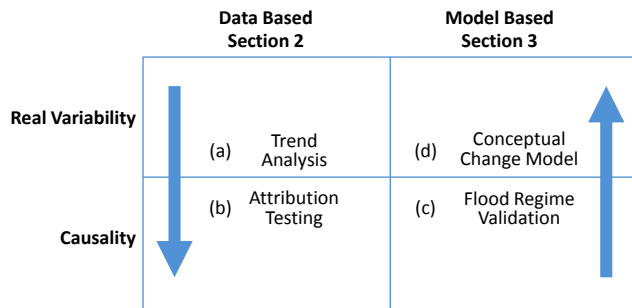 Data Based
Section 2
Model Based
Section 3
Real Variability
(a) Trend
Analysis
(d) Conceptual
Change Model
Causality
(b) Attribution
Testing
(c) Flood Regime
Validation